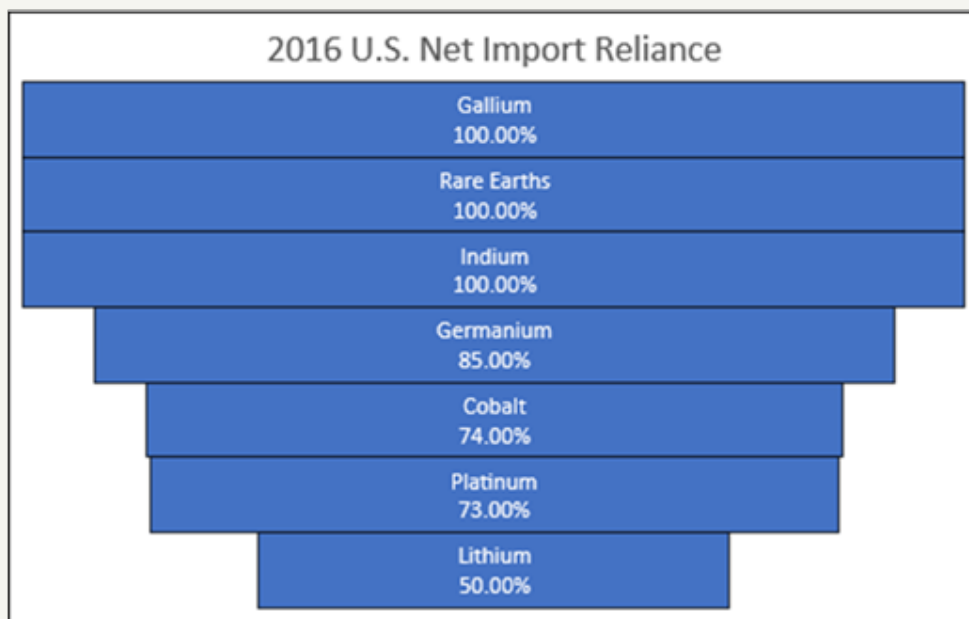 2016 U.S. Net Import Reliance
Gallium
100.00%
Rare Earths
100.00%
Indium
100.00%
Germanium
85.00%
Cobalt
74.00%
Platinum
73.00%
Lithium
50.00%